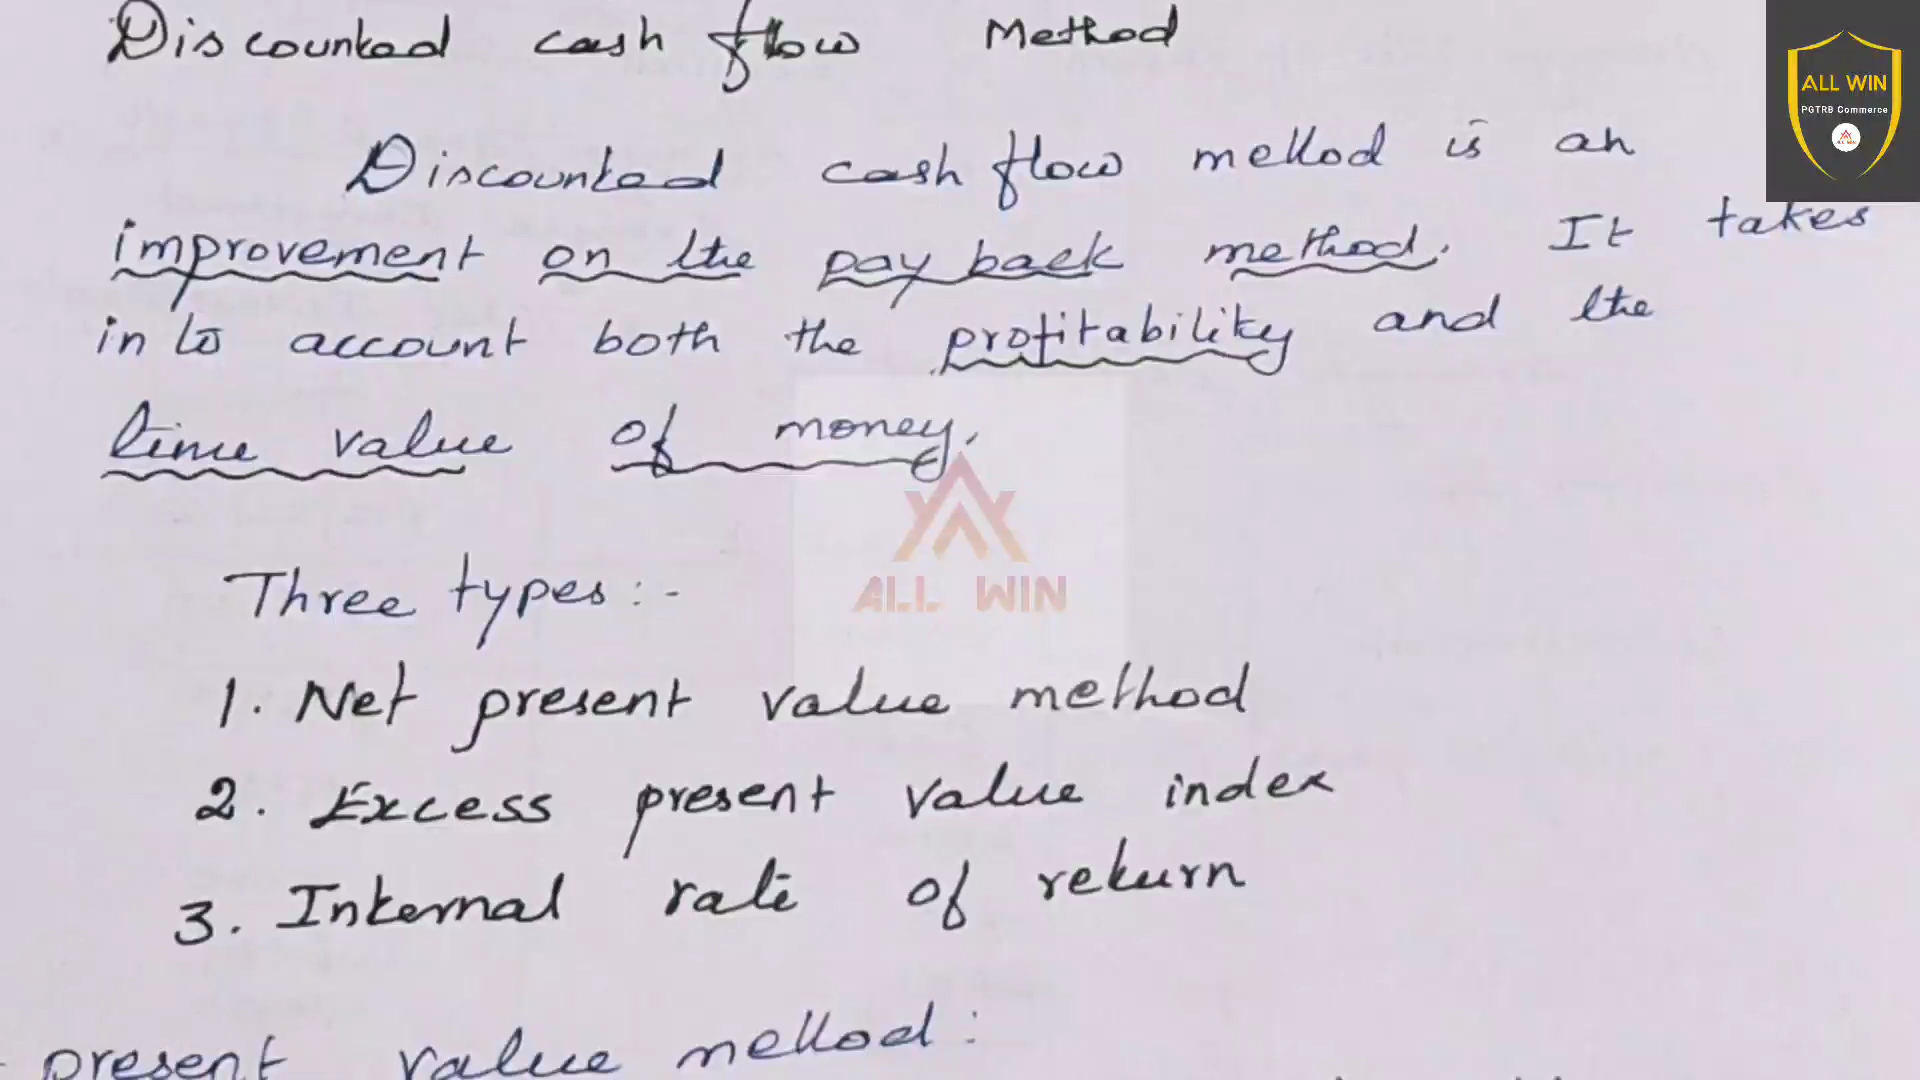 Discounted cash flow Method
ALL WIN
PGTRB Commerce
ALL WIN
Discounted cash flow method is an
improvement on the pay back method. It takes
in to account both the profitability and the
time value of money.
ALL WIN
Three types:-
1. Net present value method
2. Excess present value index
3. Internal rate of return
present value method: